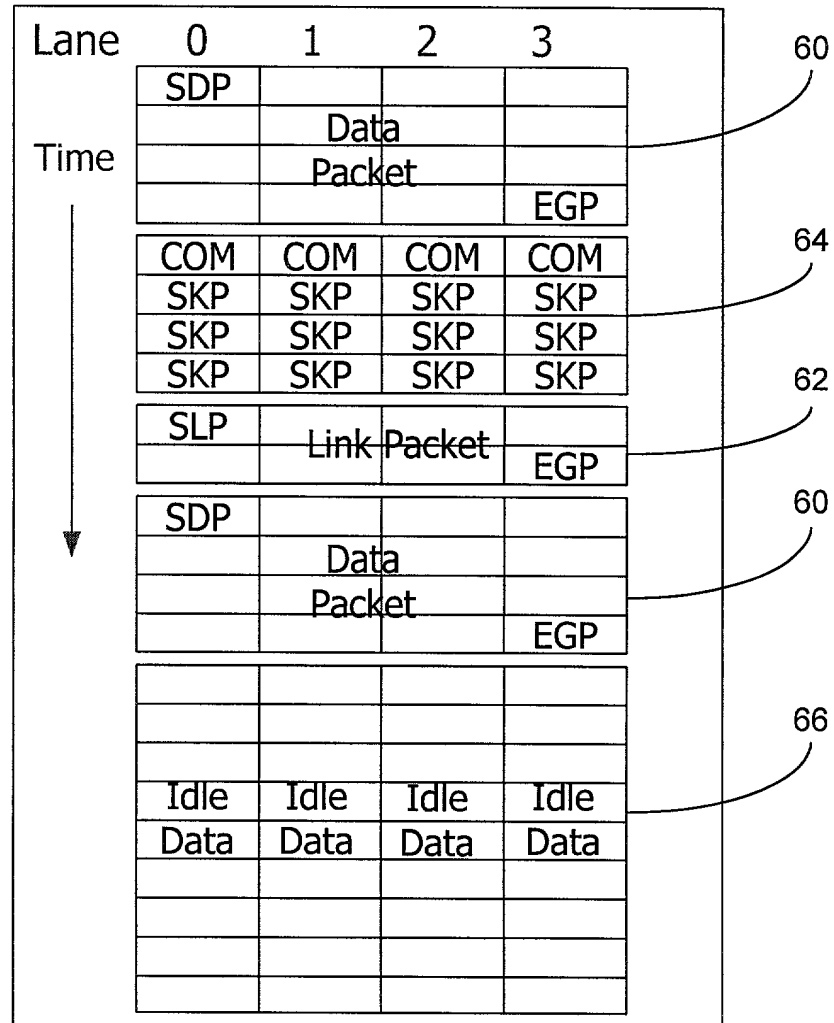 Lane 0 1 2 3
60
SDP
Data
Time
Packet
EGP
64
COM COM COM COM
SKP SKP SKP SKP
SKP SKP SKP SKP
SKP SKP SKP SKP
62
SLP
Link Packet
EGP
60
SDP
Data
Packet
EGP
66
Idle Idle Idle Idle
Data Data Data Data